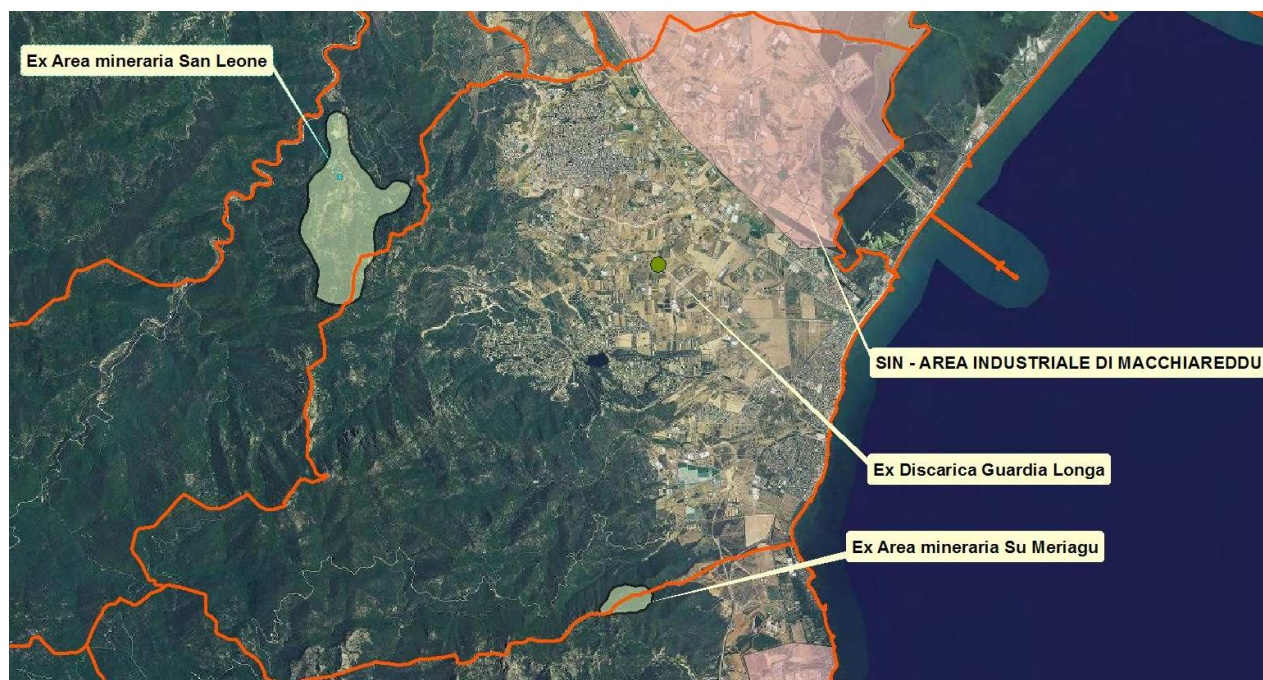 Ex Area mineraria San Leone
SIN - AREA INDUSTRIALE DI MACCHIAREDDU
Ex Discarica Guardia Longa
Ex Area mineraria Su Meriagu